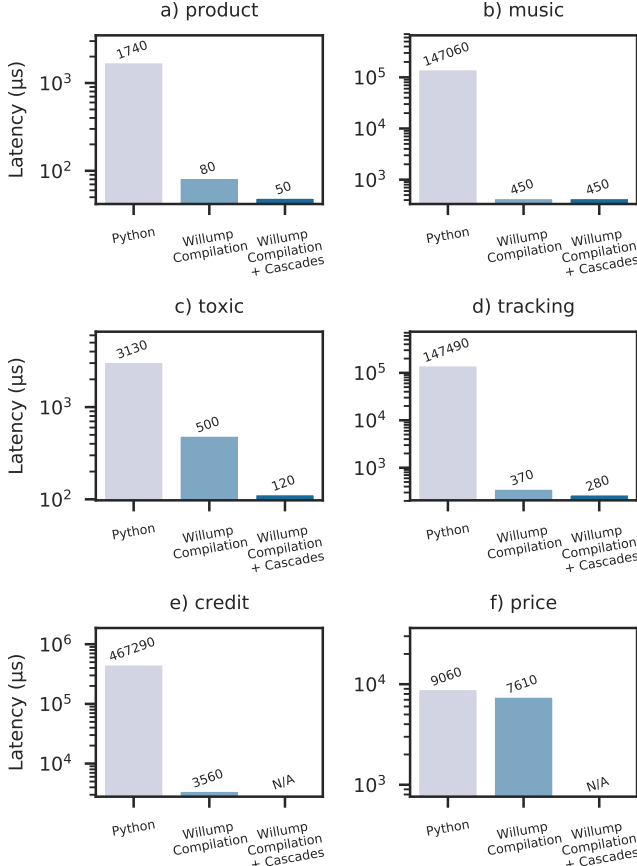 a) product
Latency (µs)
10³
10²
1740
80
50
Python
Willump
Compilation
Willump
Compilation
+ Cascades
b) music
10⁵
10⁴
10³
147060
450
450
Python
Willump
Compilation
Willump
Compilation
+ Cascades
c) toxic
Latency (µs)
10³
10²
3130
500
120
Python
Willump
Compilation
Willump
Compilation
+ Cascades
d) tracking
10⁵
10⁴
10³
147490
370
280
Python
Willump
Compilation
Willump
Compilation
+ Cascades
e) credit
Latency (µs)
10⁶
10⁵
10⁴
467290
3560
N/A
Python
Willump
Compilation
Willump
Compilation
+ Cascades
f) price
10⁴
10³
9060
7610
N/A
Python
Willump
Compilation
Willump
Compilation
+ Cascades